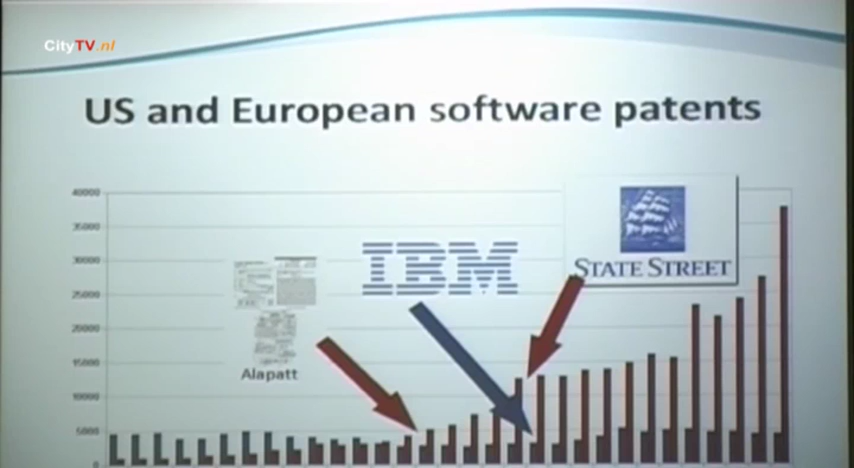 CityTV.nl
US and European software patents
40000
35000
30000
25000
20000
15000
10000
5000
0
IBM
STATE STREET
Alapatt